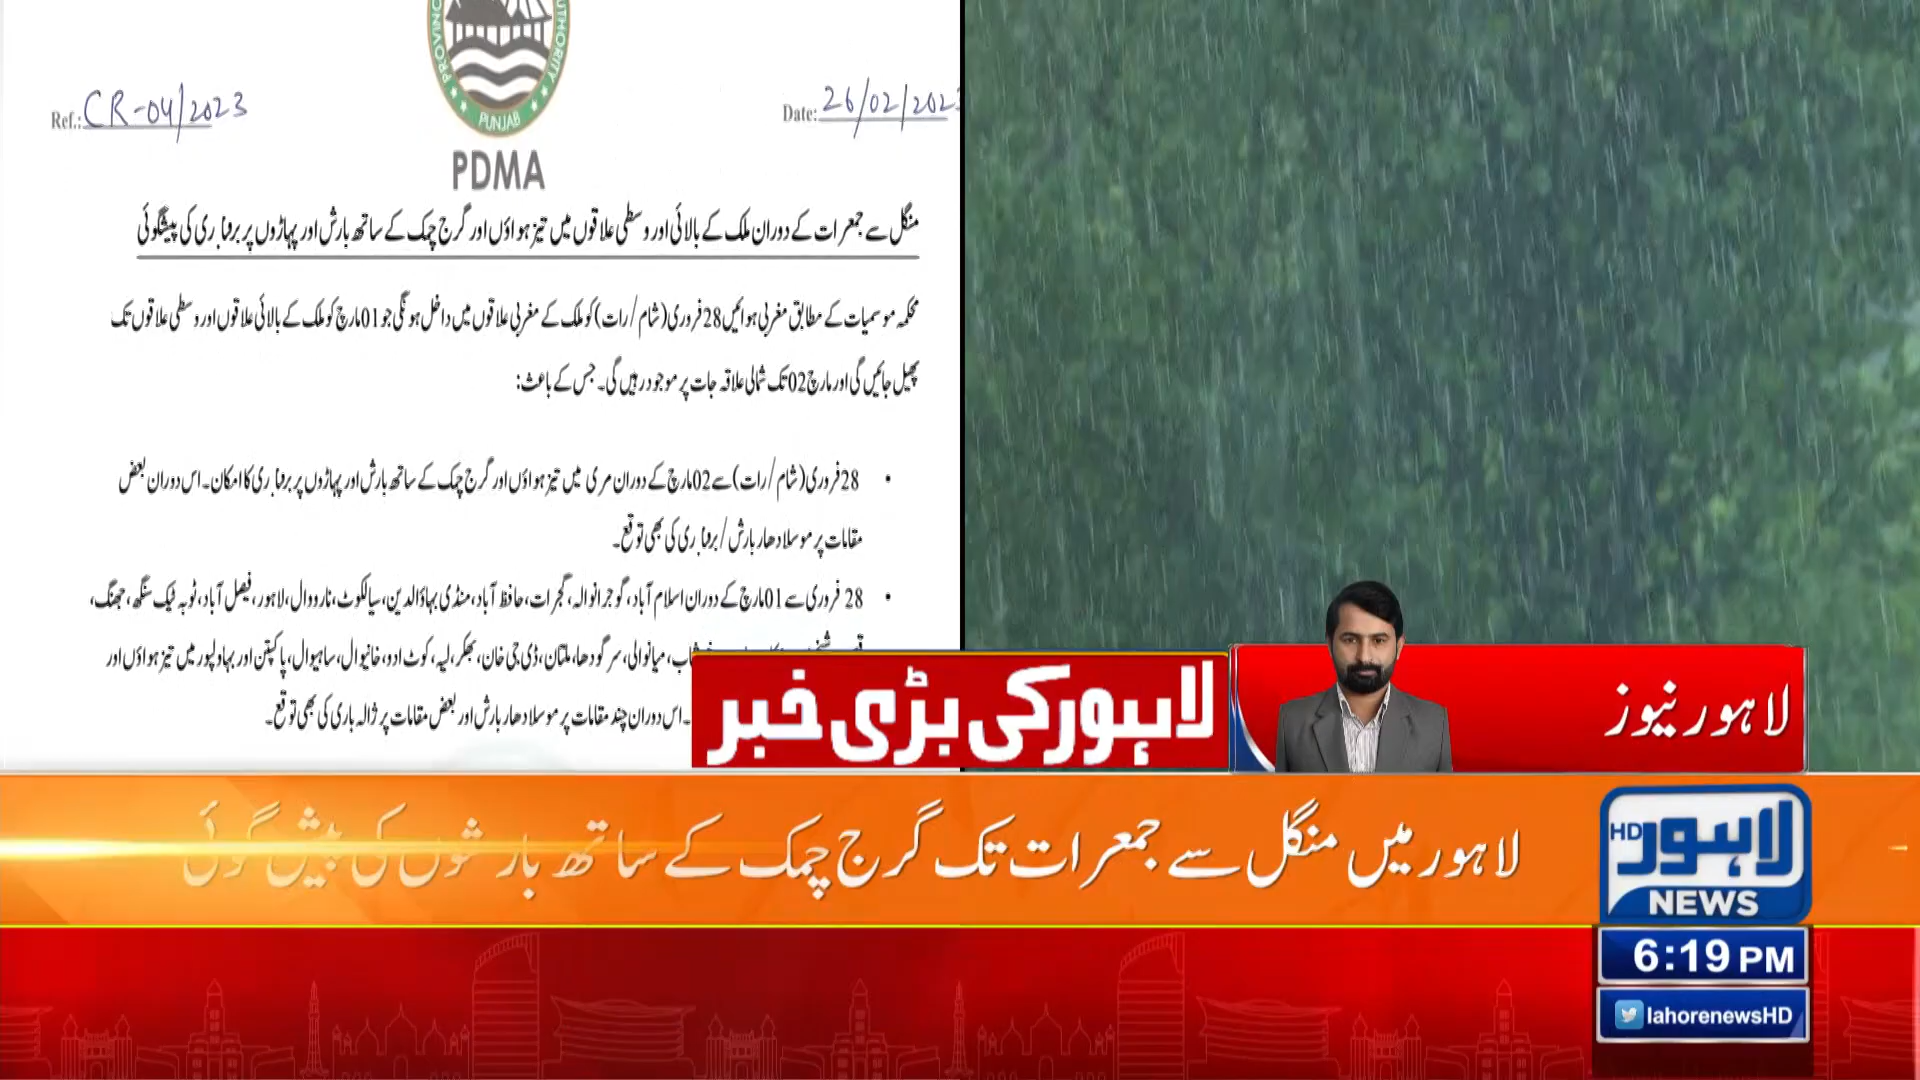 PUNJAB
PDMA
Ref.: CR-04/2023
Date: 26/02/202
منگل سے جمعرات کے دوران ملک کے بالائی اور وسطی علاقوں میں تیز ہواؤں اور گرج چمک کے ساتھ بارش اور پہاڑوں پر برفباری کی پیشگوئی
محکمہ موسمیات کے مطابق مغربی ہوائیں 28 فروری (شام/رات) کو ملک کے مغربی علاقوں میں داخل ہونگی جو 01 مارچ کو ملک کے بالائی علاقوں اور وسطی علاقوں تک
پھیل جائیں گی اور مارچ 02 تک شمالی علاقہ جات پر موجود رہیں گی۔ جس کے باعث:
• 28 فروری (شام/رات) سے 02 مارچ کے دوران مری میں تیز ہواؤں اور گرج چمک کے ساتھ بارش اور پہاڑوں پر برفباری کا امکان۔ اس دوران بعض
مقامات پر موسلادھار بارش/برفباری کی بھی توقع۔
• 28 فروری سے 01 مارچ کے دوران اسلام آباد، گوجرانوالہ، گجرات، حافظ آباد، منڈی بہاؤالدین، سیالکوٹ، نارووال، لاہور، فیصل آباد، ٹوبہ ٹیک سنگھ، جھنگ،
میانوالی، سرگودھا، ملتان، ڈی جی خان، بھکر، لیہ، کوٹ ادو، خانیوال، ساہیوال، پاکپتن اور بہاولپور میں تیز ہواؤں اور
۔ اس دوران چند مقامات پر موسلادھار بارش اور بعض مقامات پر ژالہ باری کی بھی توقع۔
لاہور نیوز
لاہور کی بڑی خبر
لاہور میں منگل سے جمعرات تک گرج چمک کے ساتھ بارشوں کی پیش گوئی
لاہور HD
NEWS
6:19 PM
lahorenewsHD